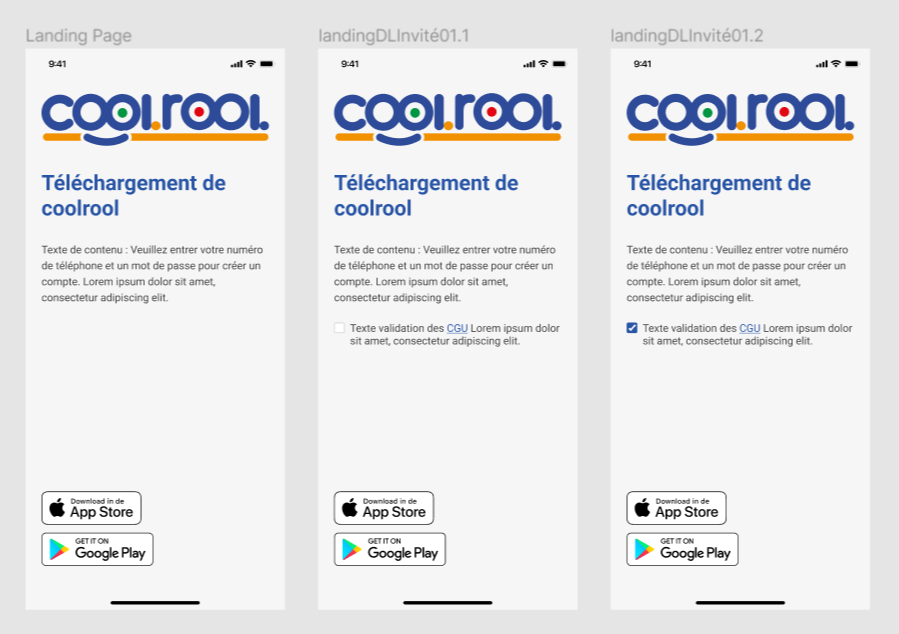 Landing Page
9:41
cool.rool.
Téléchargement de
coolrool
Texte de contenu : Veuillez entrer votre numéro
de téléphone et un mot de passe pour créer un
compte. Lorem ipsum dolor sit amet,
consectetur adipiscing elit.
Download in de
App Store
GET IT ON
Google Play
landingDLInvité01.1
9:41
cool.rool.
Téléchargement de
coolrool
Texte de contenu : Veuillez entrer votre numéro
de téléphone et un mot de passe pour créer un
compte. Lorem ipsum dolor sit amet,
consectetur adipiscing elit.
Texte validation des CGU Lorem ipsum dolor
sit amet, consectetur adipiscing elit.
Download in de
App Store
GET IT ON
Google Play
landingDLInvité01.2
9:41
cool.rool.
Téléchargement de
coolrool
Texte de contenu : Veuillez entrer votre numéro
de téléphone et un mot de passe pour créer un
compte. Lorem ipsum dolor sit amet,
consectetur adipiscing elit.
Texte validation des CGU Lorem ipsum dolor
sit amet, consectetur adipiscing elit.
Download in de
App Store
GET IT ON
Google Play